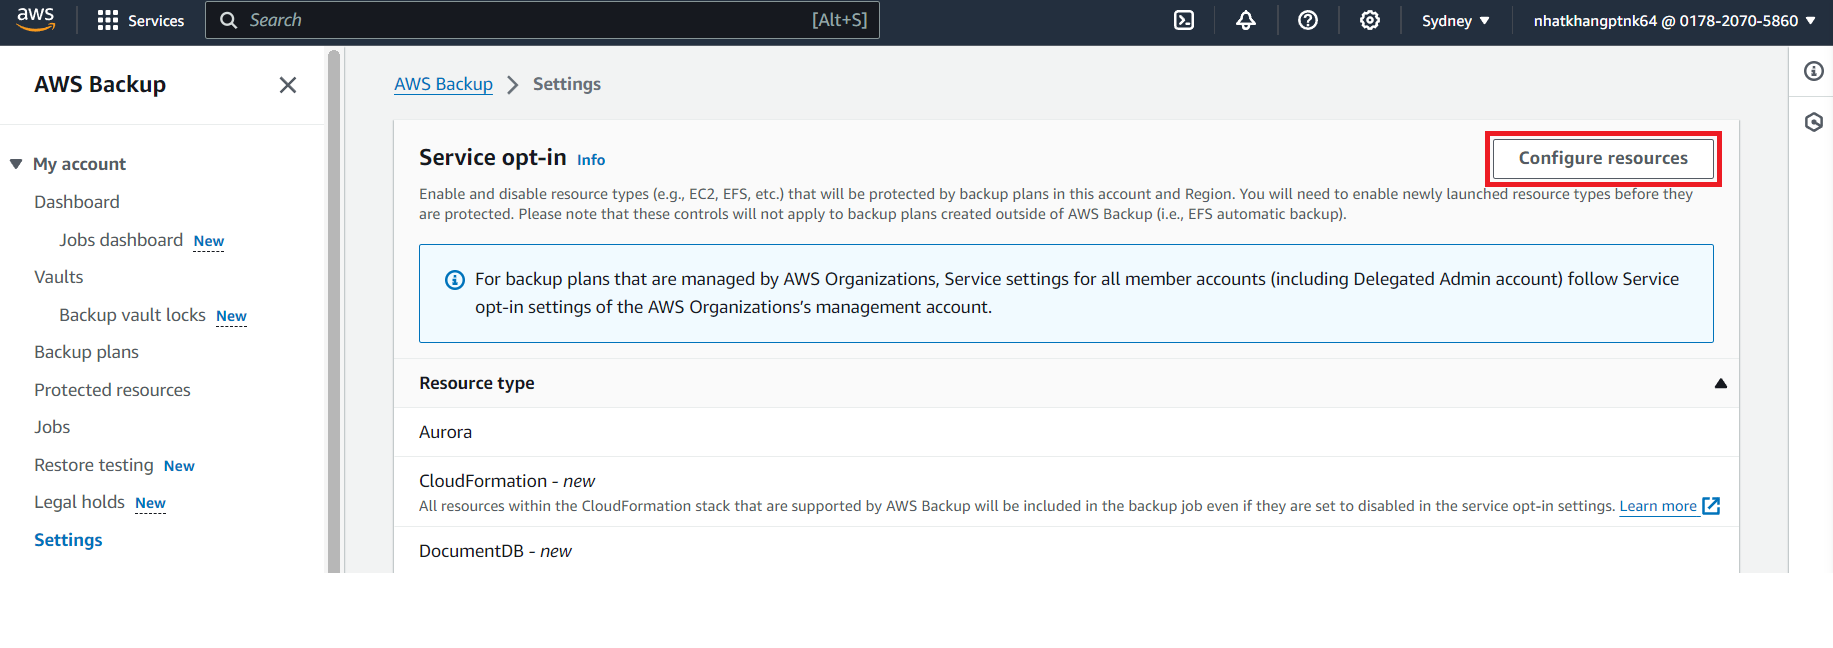 aws
Services
Search
[Alt+S]
Sydney
nhatkhangptnk64 @ 0178-2070-5860
AWS Backup
My account
Dashboard
Jobs dashboard New
Vaults
Backup vault locks New
Backup plans
Protected resources
Jobs
Restore testing New
Legal holds New
Settings
AWS Backup > Settings
Service opt-in Info
Configure resources
Enable and disable resource types (e.g., EC2, EFS, etc.) that will be protected by backup plans in this account and Region. You will need to enable newly launched resource types before they
are protected. Please note that these controls will not apply to backup plans created outside of AWS Backup (i.e., EFS automatic backup).
For backup plans that are managed by AWS Organizations, Service settings for all member accounts (including Delegated Admin account) follow Service
opt-in settings of the AWS Organizations's management account.
Resource type
Aurora
CloudFormation - new
All resources within the CloudFormation stack that are supported by AWS Backup will be included in the backup job even if they are set to disabled in the service opt-in settings. Learn more
DocumentDB - new